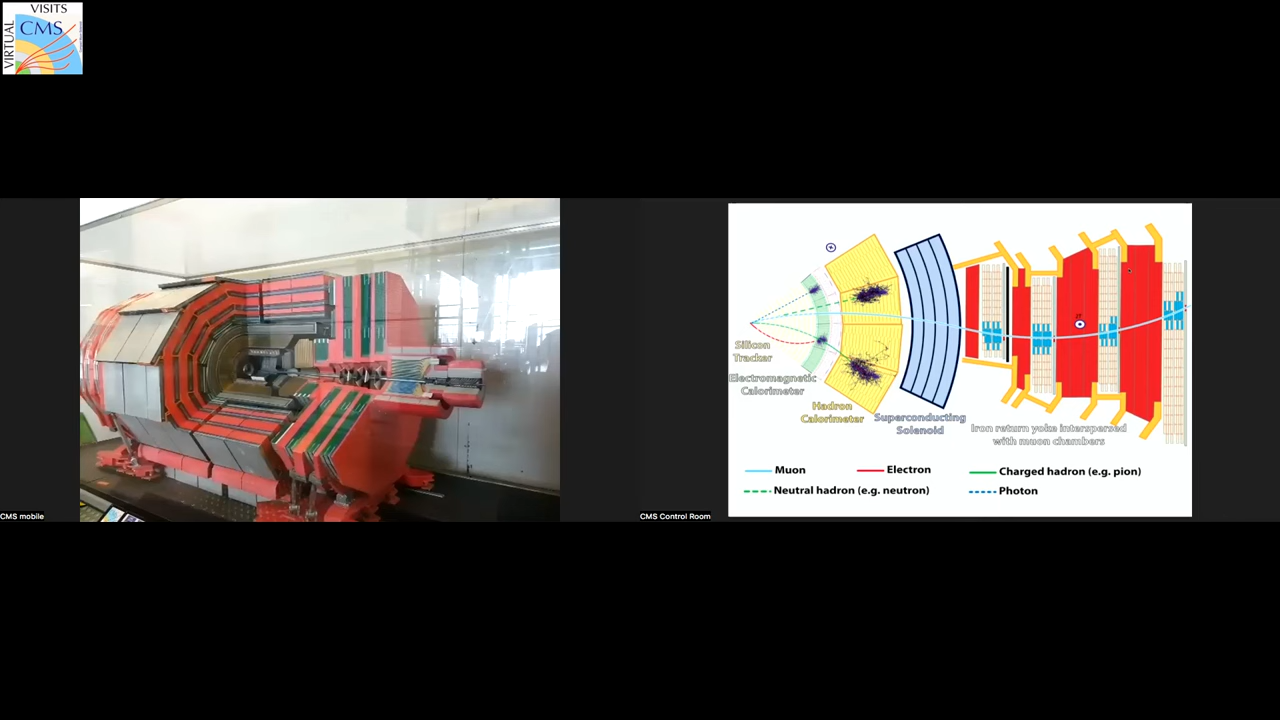 VISITS
CMS
VIRTUAL
Silicon
Tracker
Electromagnetic
Calorimeter
Hadron
Calorimeter
Superconducting
Solenoid
Iron return yoke interspersed
with muon chambers
Muon
Electron
Charged hadron (e.g. pion)
Neutral hadron (e.g. neutron)
Photon
CMS mobile
CMS Control Room